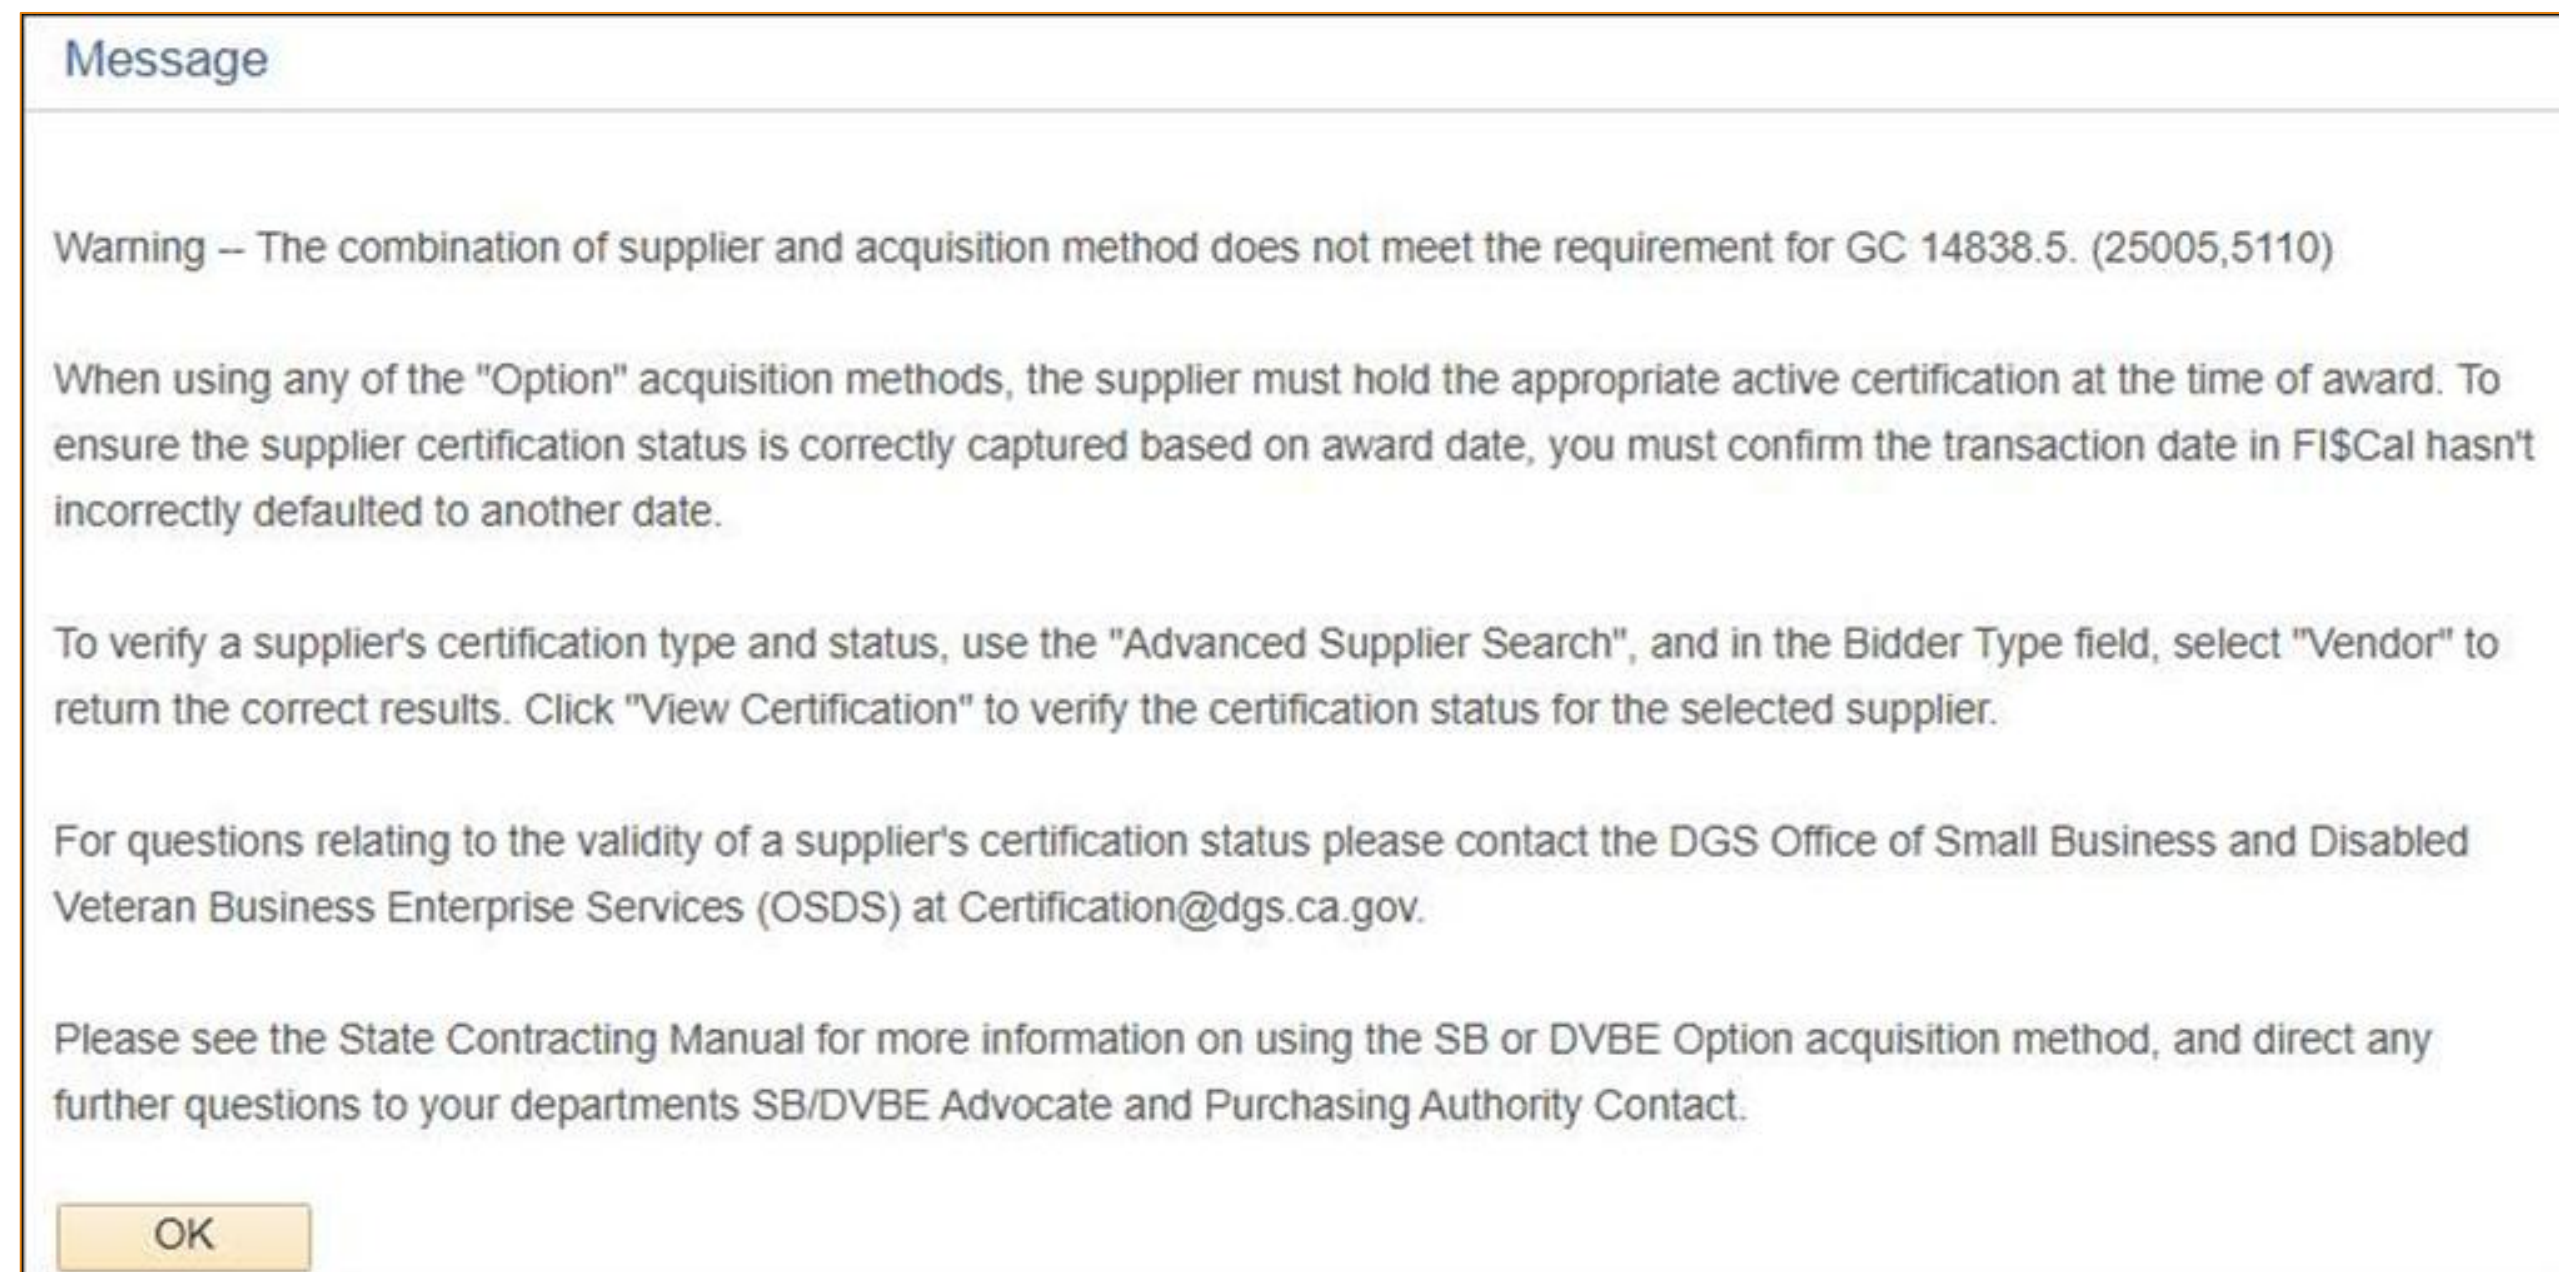 Message
Warning -- The combination of supplier and acquisition method does not meet the requirement for GC 14838.5. (25005,5110)
When using any of the "Option" acquisition methods, the supplier must hold the appropriate active certification at the time of award. To
ensure the supplier certification status is correctly captured based on award date, you must confirm the transaction date in FI$Cal hasn't
incorrectly defaulted to another date.
To verify a supplier's certification type and status, use the "Advanced Supplier Search", and in the Bidder Type field, select "Vendor" to
return the correct results. Click "View Certification" to verify the certification status for the selected supplier.
For questions relating to the validity of a supplier's certification status please contact the DGS Office of Small Business and Disabled
Veteran Business Enterprise Services (OSDS) at Certification@dgs.ca.gov.
Please see the State Contracting Manual for more information on using the SB or DVBE Option acquisition method, and direct any
further questions to your departments SB/DVBE Advocate and Purchasing Authority Contact.
OK